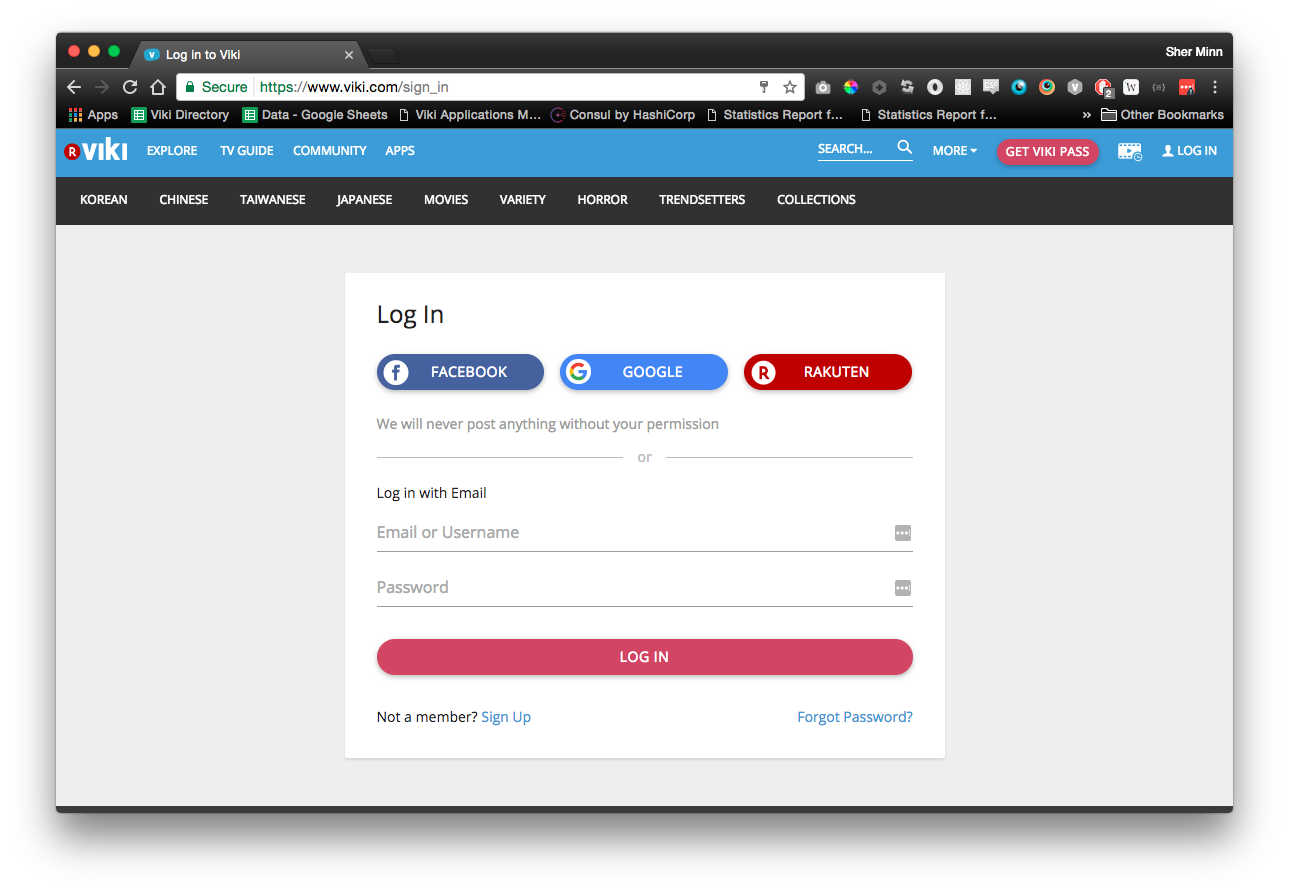 Log in to Viki
Sher Minn
Secure https://www.viki.com/sign_in
2
W
Apps Viki Directory Data - Google Sheets Viki Applications M... Consul by HashiCorp Statistics Report f... Statistics Report f... » Other Bookmarks
R VIKI EXPLORE TV GUIDE COMMUNITY APPS SEARCH... MORE GET VIKI PASS LOG IN
KOREAN CHINESE TAIWANESE JAPANESE MOVIES VARIETY HORROR TRENDSETTERS COLLECTIONS
Log In
f FACEBOOK G GOOGLE R RAKUTEN
We will never post anything without your permission
or
Log in with Email
Email or Username
Password
LOG IN
Not a member? Sign Up Forgot Password?